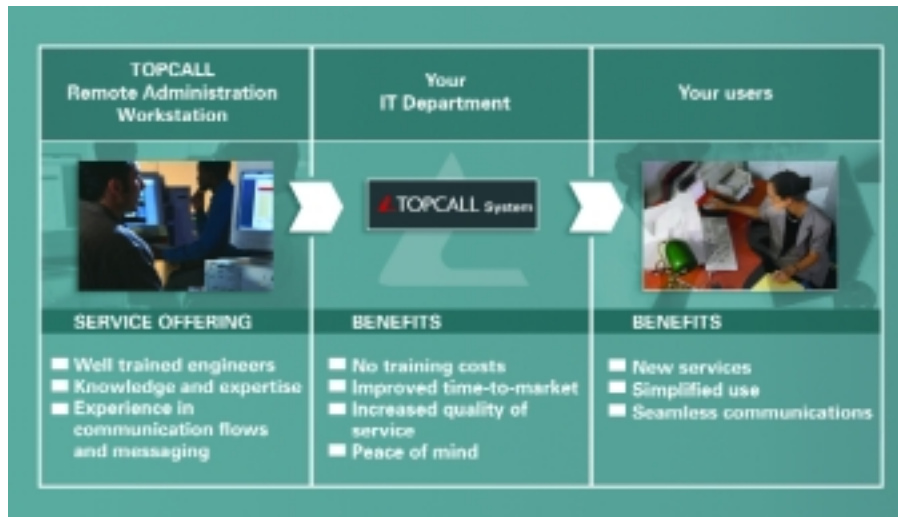 TOPCALL
Remote Administration
Workstation
Your
IT Department
Your users
TOPCALL System
SERVICE OFFERING
Well trained engineers
Knowledge and expertise
Experience in
communication flows
and messaging
BENEFITS
No training costs
Improved time-to-market
Increased quality of
service
Peace of mind
BENEFITS
New services
Simplified use
Seamless communications